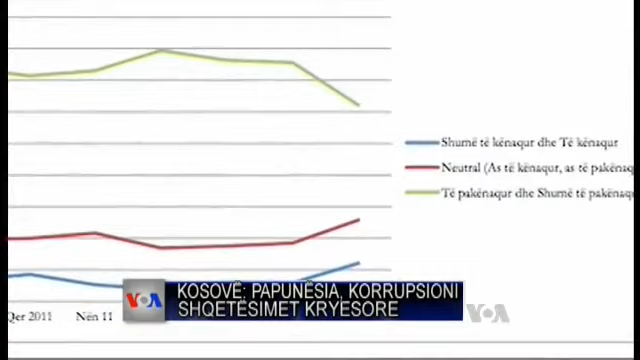 Shumë të kënaqur dhe Të kënaqur
Neutral (As të kënaqur, as të pakënaq
Të pakënaqur dhe Shumë të pakënaqu
Qer 2011
Nën 11
VOA
KOSOVË: PAPUNËSIA, KORRUPSIONI
SHQETËSIMET KRYESORE
VOA